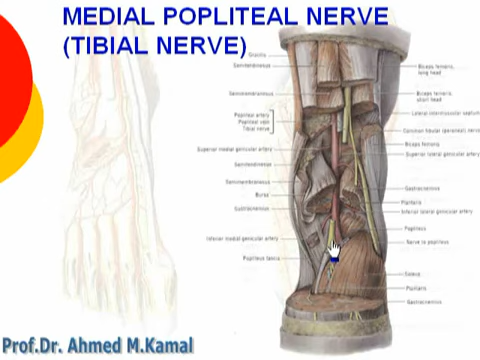 MEDIAL POPLITEAL NERVE
(TIBIAL NERVE)
Gracilis
Semitendinosus
Semimembranosus
Popliteal artery
Popliteal vein
Tibial nerve
Superior medial genicular artery
Semitendinosus
Semimembranosus
Bursa
Gastrocnemius
Inferior medial genicular artery
Popliteus fascia
Biceps femoris,
long head
Biceps femoris,
short head
Lateral intermuscular septum
Common fibular (peroneal) nerve
Biceps femoris
Superior lateral genicular artery
Gastrocnemius
Plantaris
Inferior lateral genicular artery
Popliteus
Nerve to popliteus
Soleus
Plantaris
Gastrocnemius
Prof.Dr. Ahmed M.Kamal